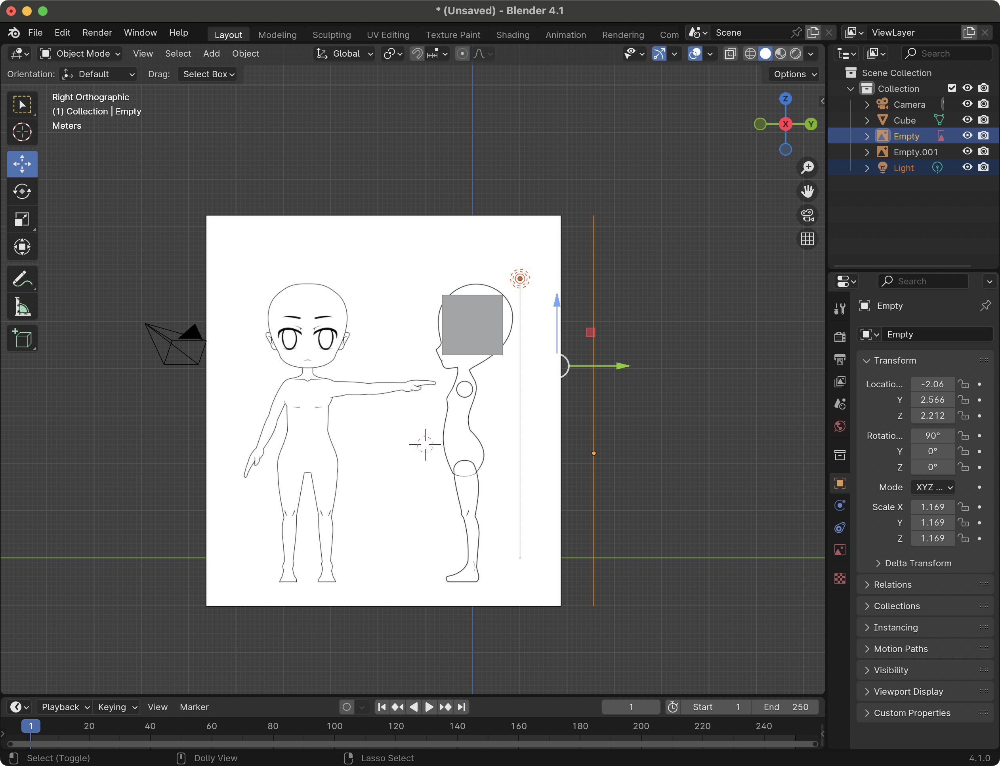 * (Unsaved) - Blender 4.1
File Edit Render Window Help Layout Modeling Sculpting UV Editing Texture Paint Shading Animation Rendering Com Scene ViewLayer
Object Mode View Select Add Object Global Search
Orientation: Default Drag: Select Box Options
Right Orthographic
(1) Collection | Empty
Meters
Z
X
Y
Scene Collection
Collection
Camera
Cube
Empty
Empty.001
Light
Search
Empty
Empty
Transform
Locatio... -2.06
Y 2.566
Z 2.212
Rotatio... 90°
Y 0°
Z 0°
Mode XYZ ...
Scale X 1.169
Y 1.169
Z 1.169
Delta Transform
Relations
Collections
Instancing
Motion Paths
Visibility
Viewport Display
Custom Properties
Playback Keying View Marker 1 Start 1 End 250
1 20 40 60 80 100 120 140 160 180 200 220 240
Select (Toggle) Dolly View Lasso Select 4.1.0